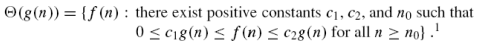 Θ(g(n)) = {f(n) : there exist positive constants c₁, c₂, and n₀ such that
0 ≤ c₁g(n) ≤ f(n) ≤ c₂g(n) for all n ≥ n₀} .¹